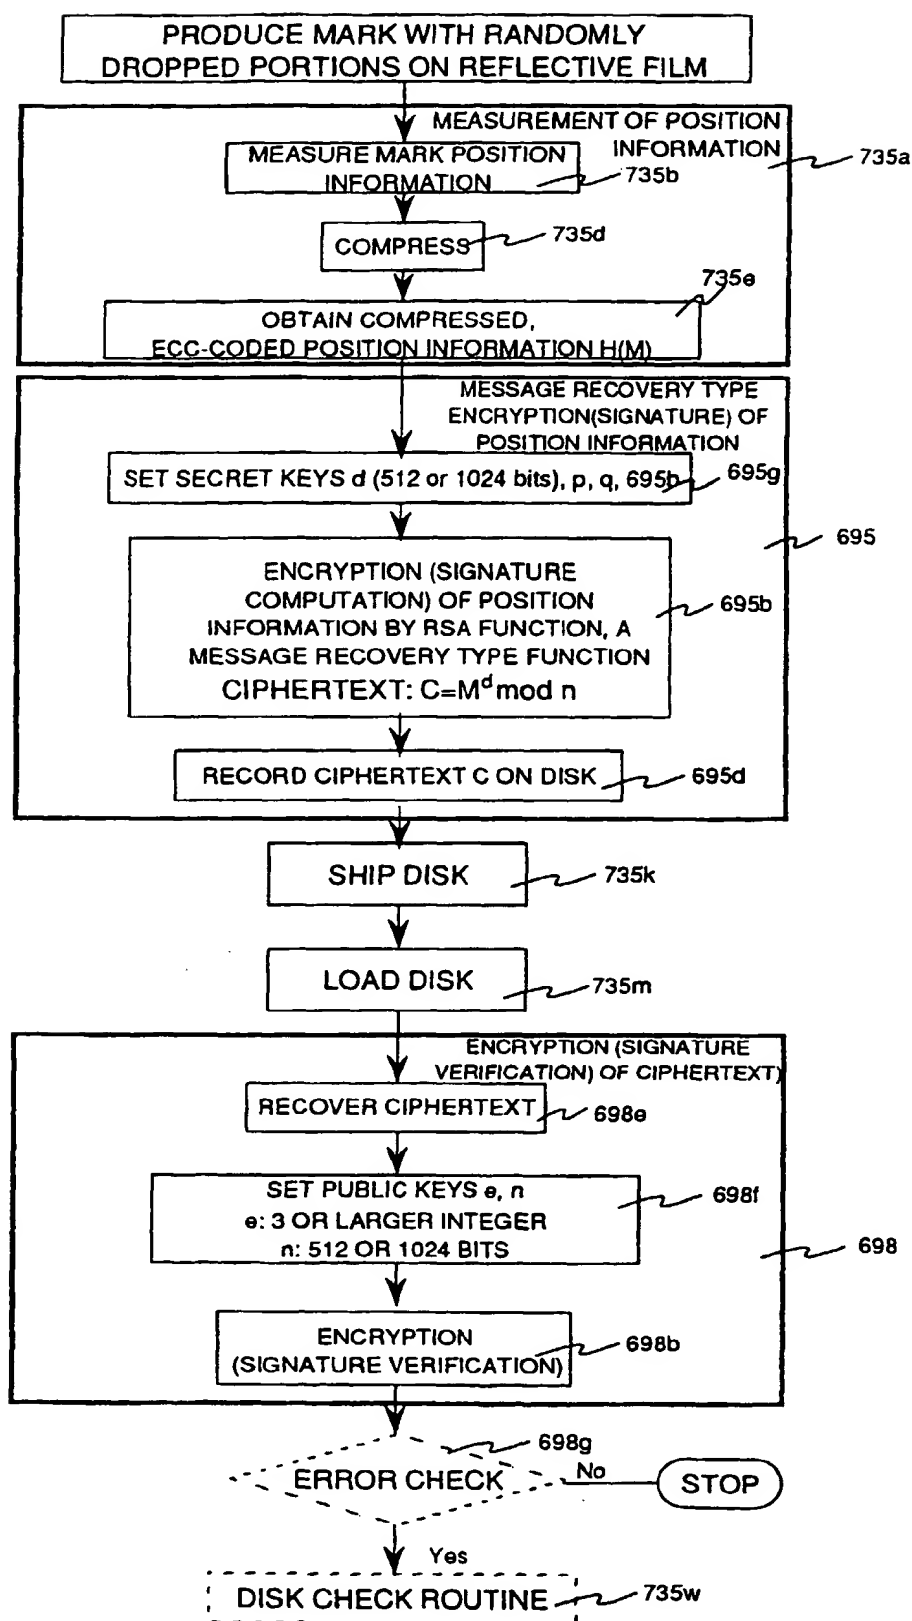 PRODUCE MARK WITH RANDOMLY
DROPPED PORTIONS ON REFLECTIVE FILM
MEASUREMENT OF POSITION
INFORMATION
735a
MEASURE MARK POSITION
INFORMATION
735b
COMPRESS
735d
735e
OBTAIN COMPRESSED,
ECC-CODED POSITION INFORMATION H(M)
MESSAGE RECOVERY TYPE
ENCRYPTION(SIGNATURE) OF
POSITION INFORMATION
SET SECRET KEYS d (512 or 1024 bits), p, q, 695b
695g
695
ENCRYPTION (SIGNATURE
COMPUTATION) OF POSITION
INFORMATION BY RSA FUNCTION, A
MESSAGE RECOVERY TYPE FUNCTION
CIPHERTEXT: C=M^d mod n
695b
RECORD CIPHERTEXT C ON DISK
695d
SHIP DISK
735k
LOAD DISK
735m
ENCRYPTION (SIGNATURE
VERIFICATION) OF CIPHERTEXT)
RECOVER CIPHERTEXT
698e
SET PUBLIC KEYS e, n
e: 3 OR LARGER INTEGER
n: 512 OR 1024 BITS
698f
698
ENCRYPTION
(SIGNATURE VERIFICATION)
698b
698g
ERROR CHECK
No
STOP
Yes
DISK CHECK ROUTINE
735w